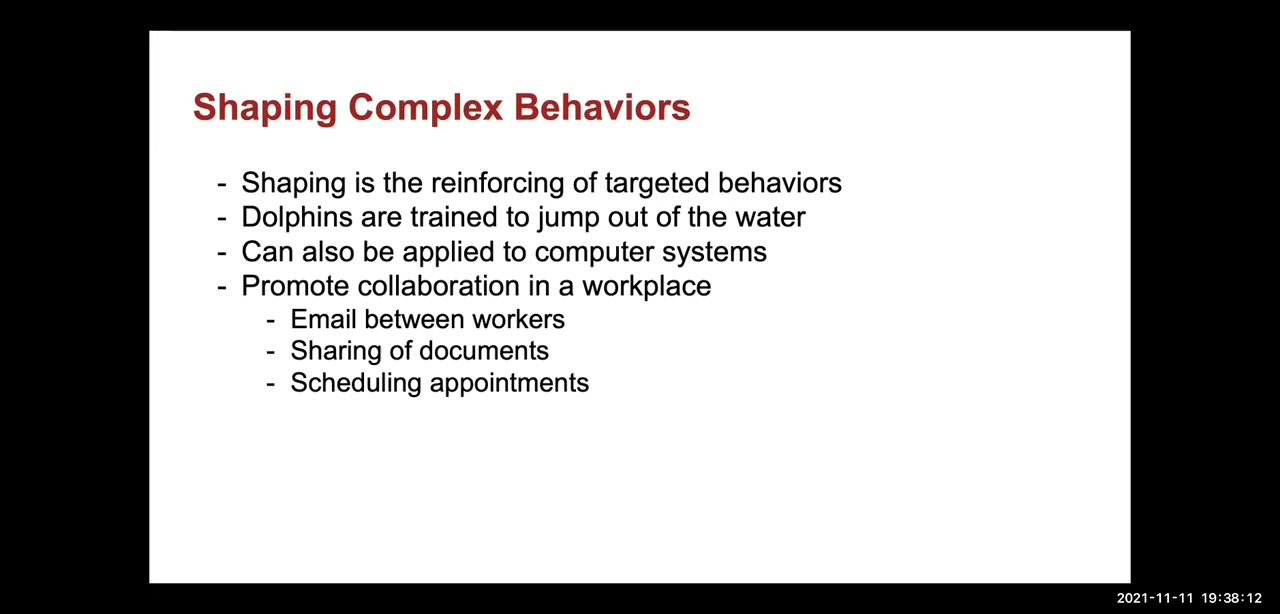 Shaping Complex Behaviors
- Shaping is the reinforcing of targeted behaviors
- Dolphins are trained to jump out of the water
- Can also be applied to computer systems
- Promote collaboration in a workplace
- Email between workers
- Sharing of documents
- Scheduling appointments
2021-11-11 19:38:12